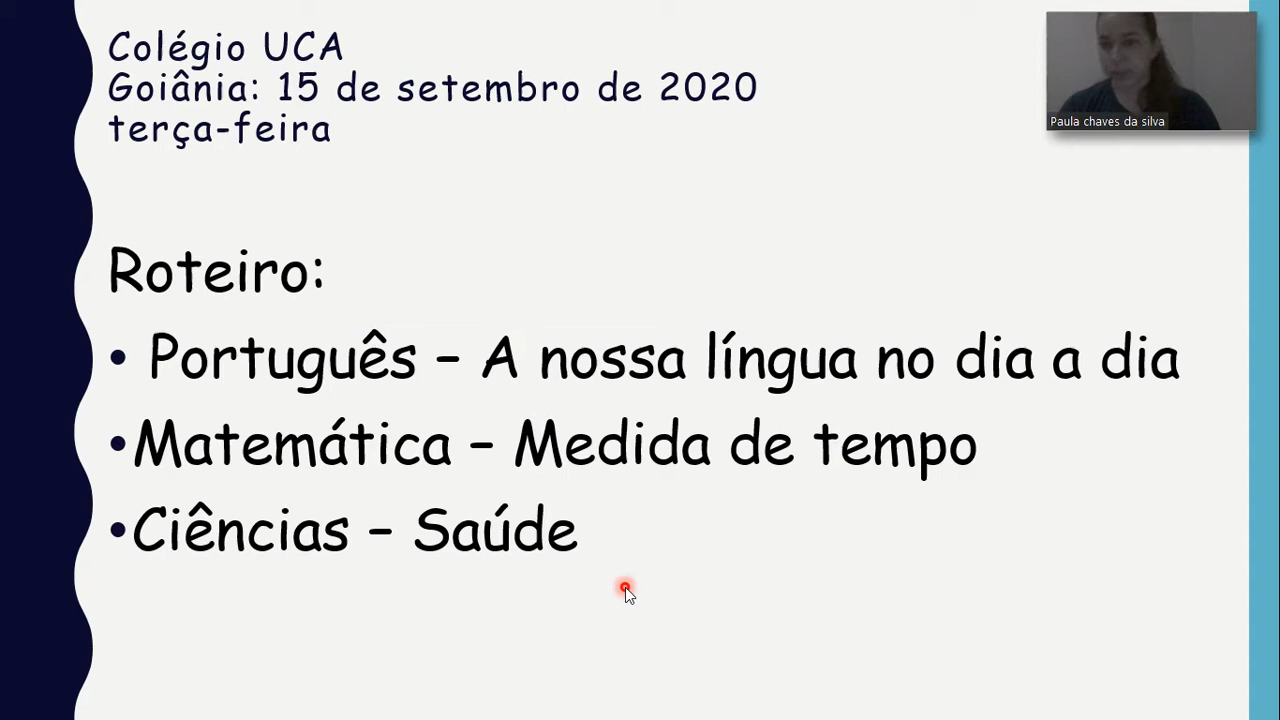 Colégio UCA
Goiânia: 15 de setembro de 2020
terça-feira
Paula chaves da silva
Roteiro:
• Português – A nossa língua no dia a dia
•Matemática – Medida de tempo
•Ciências – Saúde